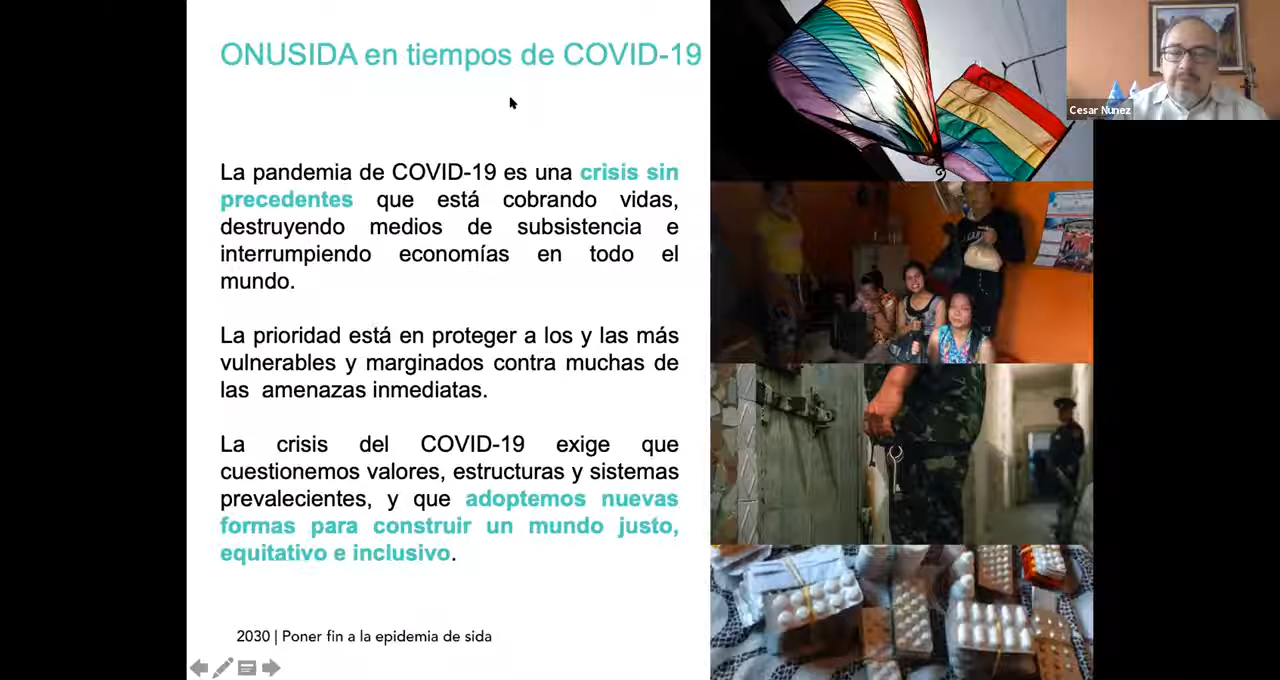 ONUSIDA en tiempos de COVID-19
La pandemia de COVID-19 es una crisis sin
precedentes que está cobrando vidas,
destruyendo medios de subsistencia e
interrumpiendo economías en todo el
mundo.
La prioridad está en proteger a los y las más
vulnerables y marginados contra muchas de
las amenazas inmediatas.
La crisis del COVID-19 exige que
cuestionemos valores, estructuras y sistemas
prevalecientes, y que adoptemos nuevas
formas para construir un mundo justo,
equitativo e inclusivo.
2030 | Poner fin a la epidemia de sida
Cesar Nunez